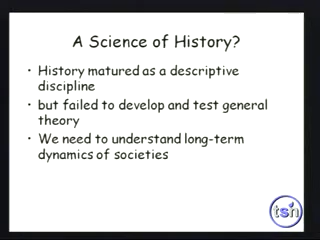 A Science of History?
• History matured as a descriptive
discipline
• but failed to develop and test general
theory
• We need to understand long-term
dynamics of societies
tsn